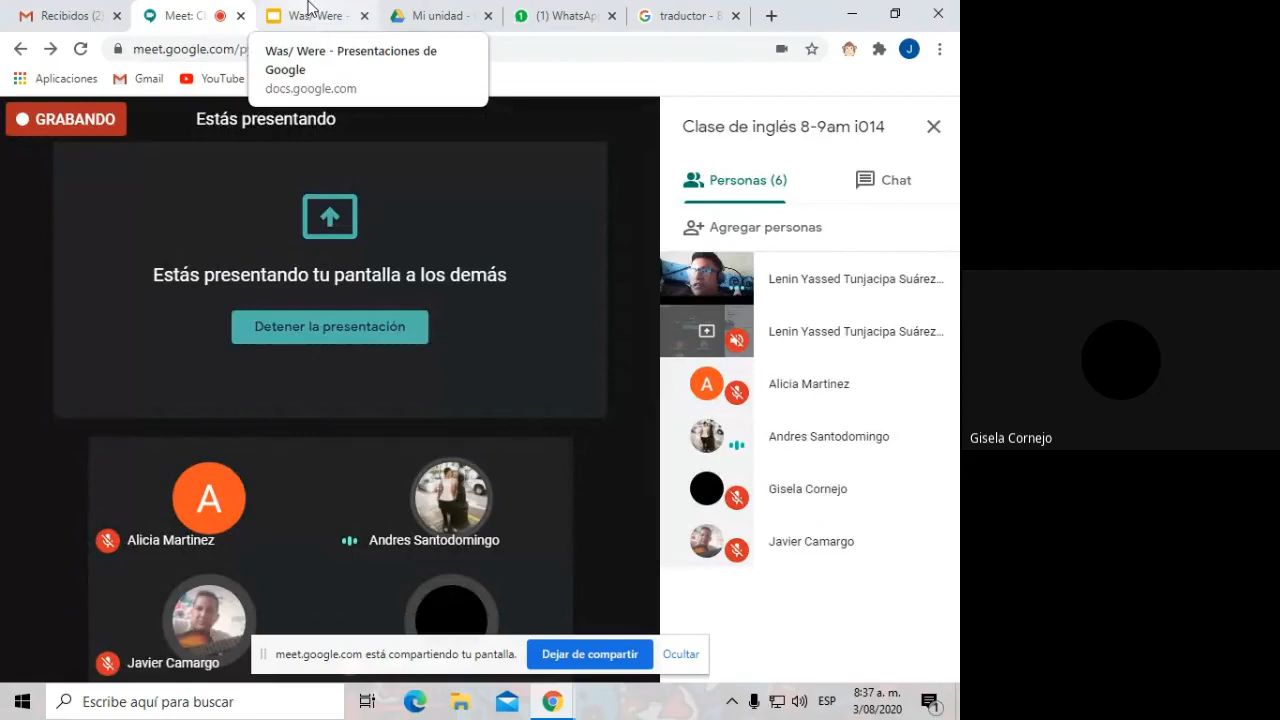 Recibidos (2)
Meet: Cl
Was/ Were -
Mi unidad -
(1) WhatsApp
traductor - B
meet.google.com/p
J
Was/ Were - Presentaciones de
Google
docs.google.com
Aplicaciones
Gmail
YouTube
GRABANDO
Estás presentando
Estás presentando tu pantalla a los demás
Detener la presentación
A
Alicia Martinez
Andres Santodomingo
Javier Camargo
meet.google.com está compartiendo tu pantalla.
Dejar de compartir
Ocultar
Clase de inglés 8-9am i014
Personas (6)
Chat
Agregar personas
Lenin Yassed Tunjacipa Suárez...
Lenin Yassed Tunjacipa Suárez...
A
Alicia Martinez
Andres Santodomingo
Gisela Cornejo
Javier Camargo
Gisela Cornejo
Escribe aquí para buscar
ESP
8:37 a. m.
3/08/2020
1